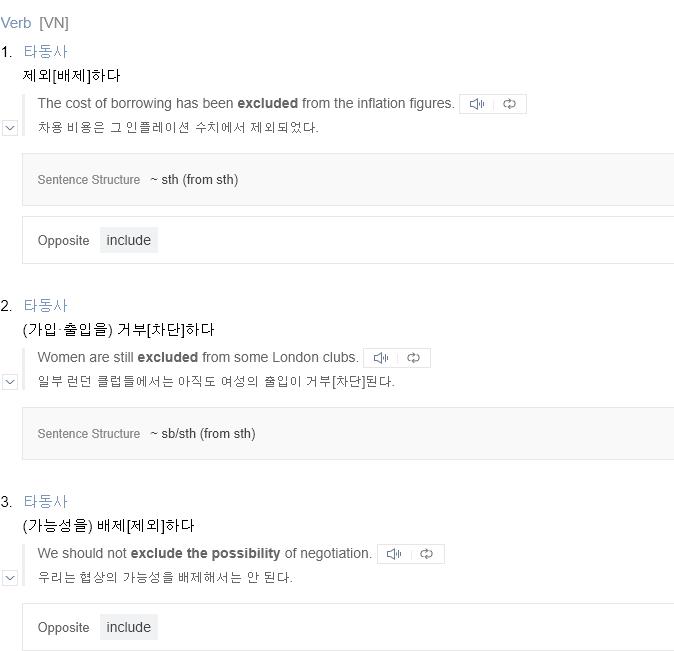 Verb [VN]
1. 타동사
제외[배제]하다
The cost of borrowing has been excluded from the inflation figures.
차용 비용은 그 인플레이션 수치에서 제외되었다.
Sentence Structure ~ sth (from sth)
Opposite include
2. 타동사
(가입·출입을) 거부[차단]하다
Women are still excluded from some London clubs.
일부 런던 클럽들에서는 아직도 여성의 출입이 거부[차단]된다.
Sentence Structure ~ sb/sth (from sth)
3. 타동사
(가능성을) 배제[제외]하다
We should not exclude the possibility of negotiation.
우리는 협상의 가능성을 배제해서는 안 된다.
Opposite include